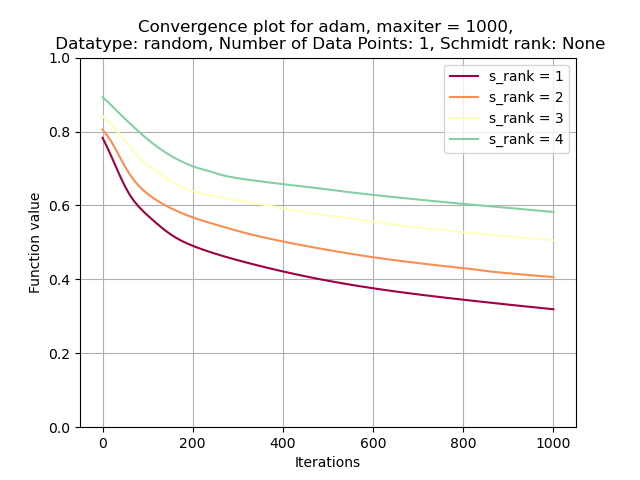 Convergence plot for adam, maxiter = 1000,
Datatype: random, Number of Data Points: 1, Schmidt rank: None
1.0
0.8
0.6
0.4
0.2
0.0
Function value
s_rank = 1
s_rank = 2
s_rank = 3
s_rank = 4
0 200 400 600 800 1000
Iterations